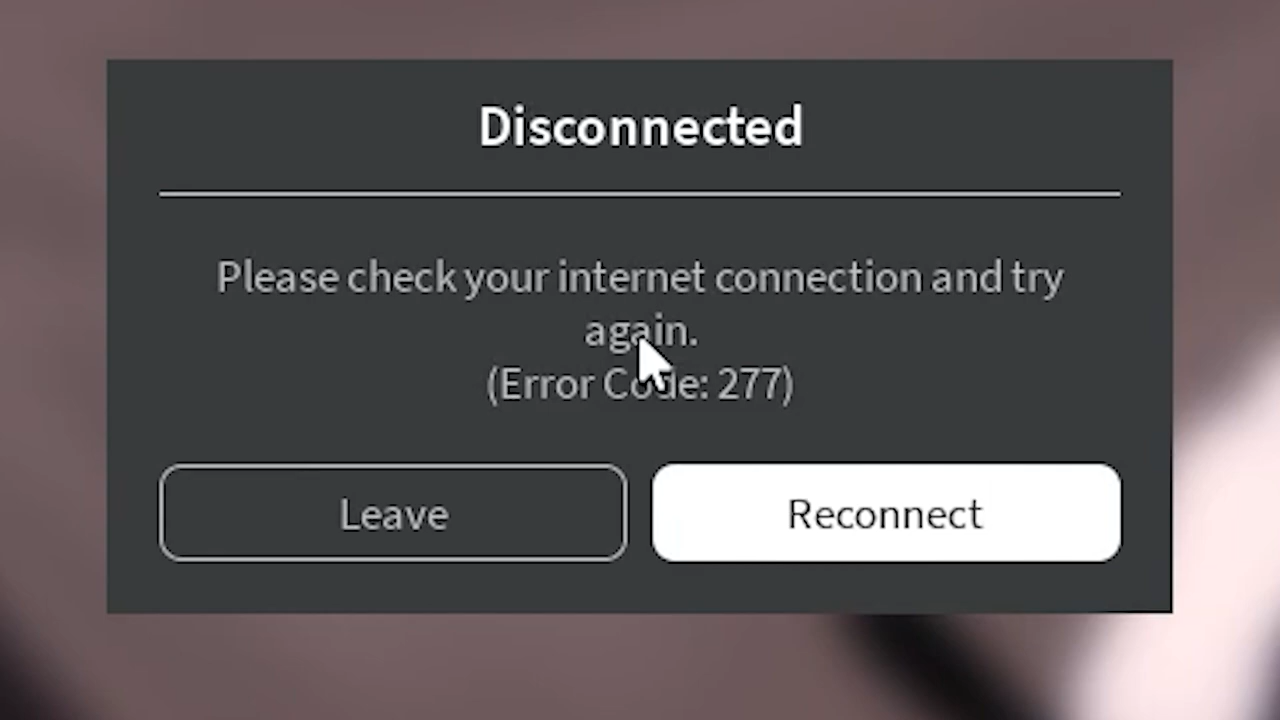 Disconnected
Please check your internet connection and try
again.
(Error Code: 277)
Leave
Reconnect